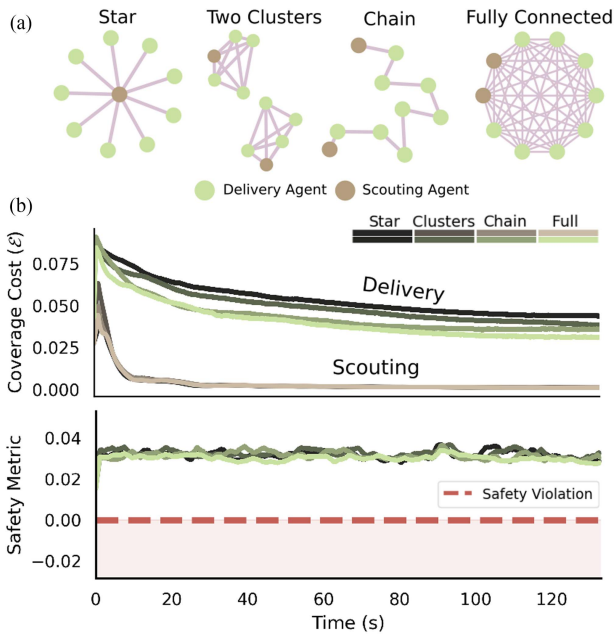 (a)
Star
Two Clusters
Chain
Fully Connected
Delivery Agent
Scouting Agent
(b)
Star
Clusters
Chain
Full
Coverage Cost (ℰ)
0.075
0.050
0.025
0.000
Delivery
Scouting
Safety Metric
0.04
0.02
0.00
−0.02
Safety Violation
0
20
40
60
80
100
120
Time (s)